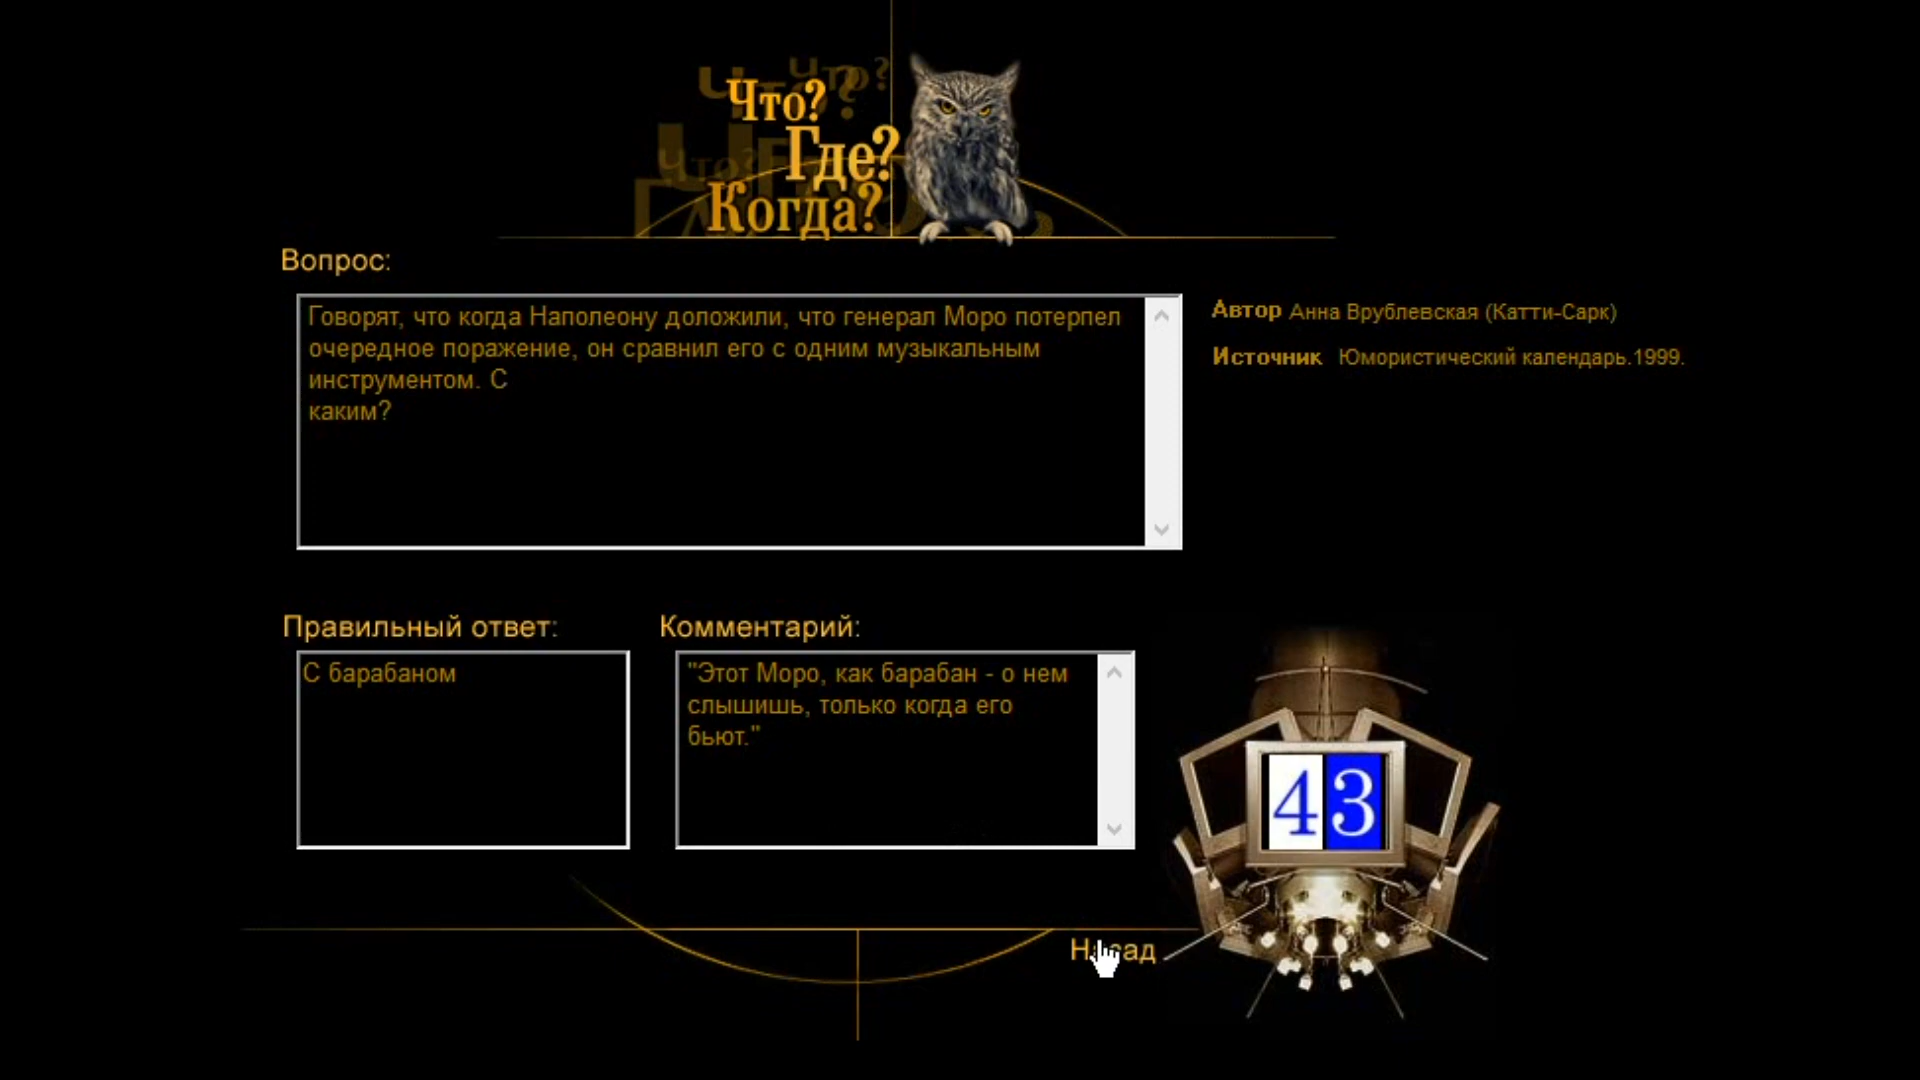 Что?
Где?
Когда?
Вопрос:
Говорят, что когда Наполеону доложили, что генерал Моро потерпел
очередное поражение, он сравнил его с одним музыкальным
инструментом. С
каким?
Автор Анна Врублевская (Катти-Сарк)
Источник Юмористический календарь.1999.
Правильный ответ:
С барабаном
Комментарий:
"Этот Моро, как барабан - о нем
слышишь, только когда его
бьют."
43